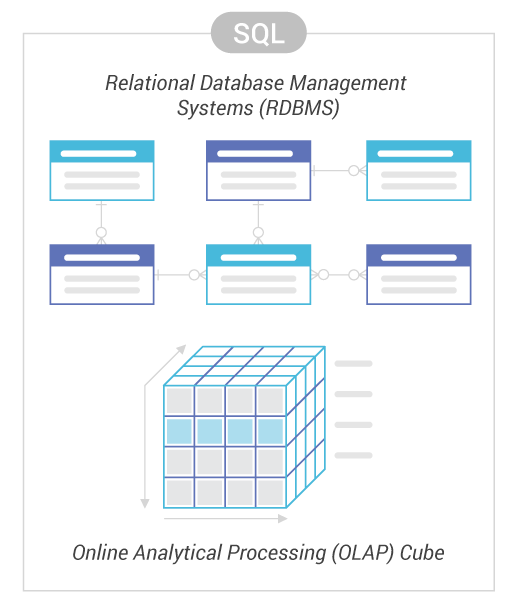 SQL
Relational Database Management
Systems (RDBMS)
Online Analytical Processing (OLAP) Cube